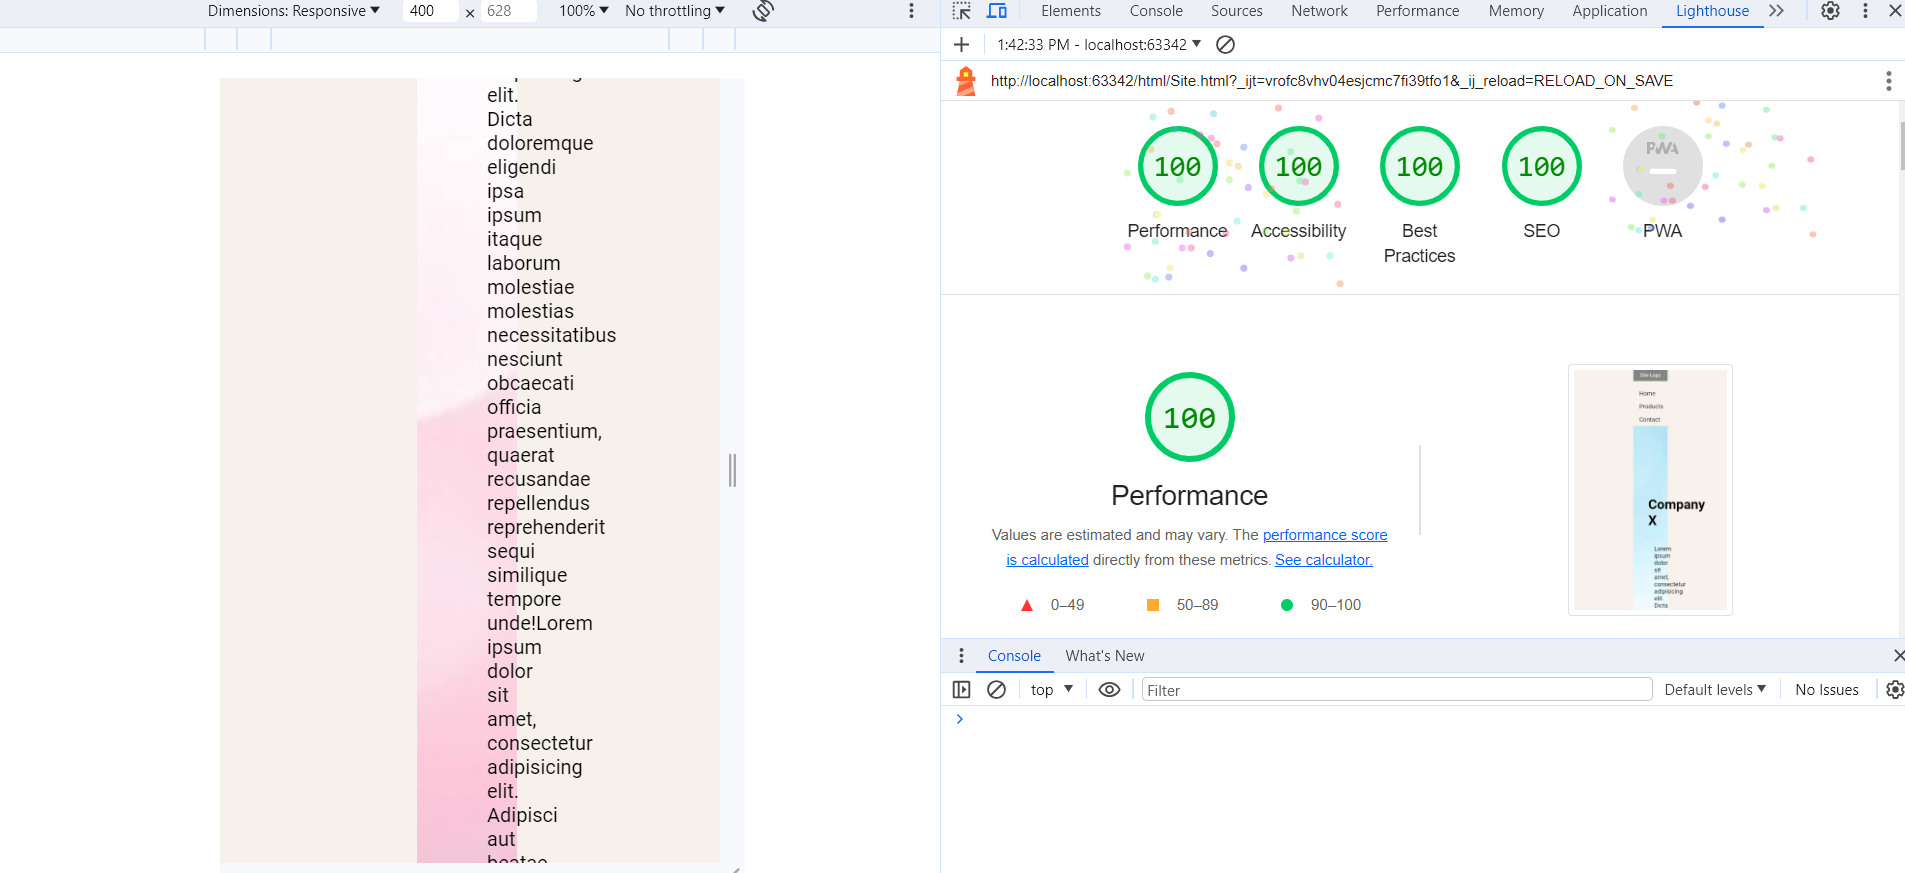 Dimensions: Responsive 400 × 628 100% No throttling
elit.
Dicta
doloremque
eligendi
ipsa
ipsum
itaque
laborum
molestiae
molestias
necessitatibus
nesciunt
obcaecati
officia
praesentium,
quaerat
recusandae
repellendus
reprehenderit
sequi
similique
tempore
unde!Lorem
ipsum
dolor
sit
amet,
consectetur
adipisicing
elit.
Adipisci
aut
beatae
Elements Console Sources Network Performance Memory Application Lighthouse
1:42:33 PM - localhost:63342
http://localhost:63342/html/Site.html?_ijt=vrofc8vhv04esjcmc7fi39tfo1&_ij_reload=RELOAD_ON_SAVE
100 100 100 100 PWA
Performance Accessibility Best Practices SEO PWA
100
Performance
Values are estimated and may vary. The performance score
is calculated directly from these metrics. See calculator.
0–49 50–89 90–100
Site Logo
Home
Products
Contact
Company
X
Lorem
ipsum
dolor
sit
amet,
consectetur
adipisicing
elit.
Dicta
Console What's New
top Filter Default levels No Issues